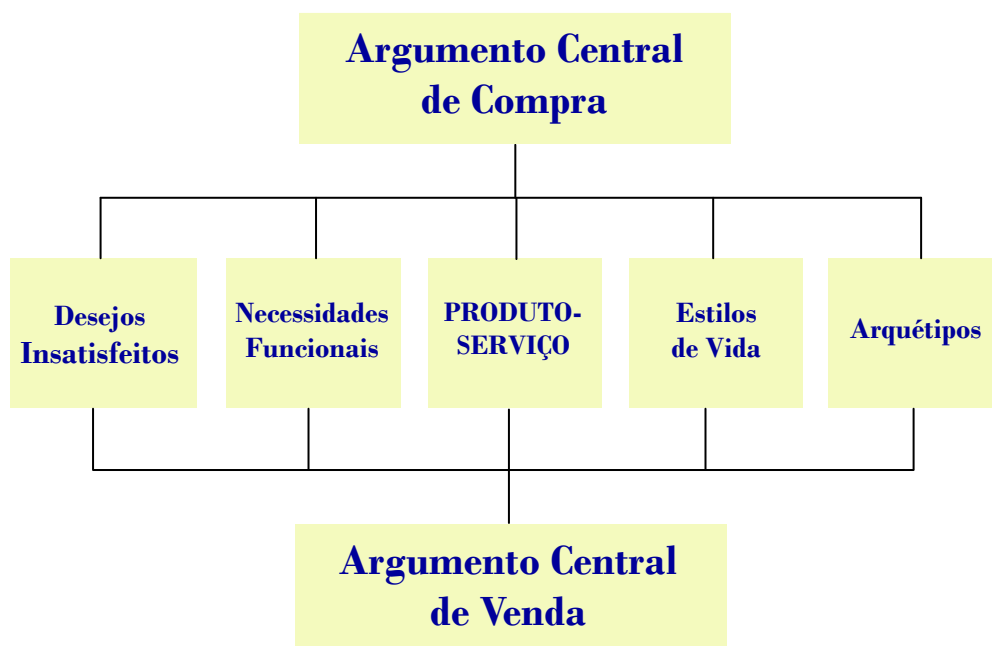 Argumento Central
de Compra
Desejos
Insatisfeitos
Necessidades
Funcionais
PRODUTO-
SERVIÇO
Estilos
de Vida
Arquétipos
Argumento Central
de Venda